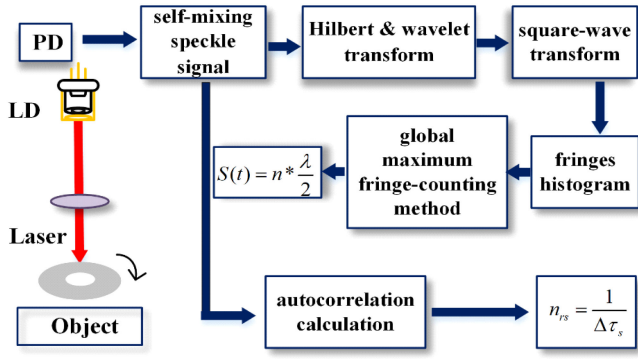 PD
self-mixing
speckle
signal
Hilbert & wavelet
transform
square-wave
transform
LD
global
maximum
fringe-counting
method
fringes
histogram
S(t) = n * λ/2
Laser
Object
autocorrelation
calculation
n_rs = 1/Δτ_s